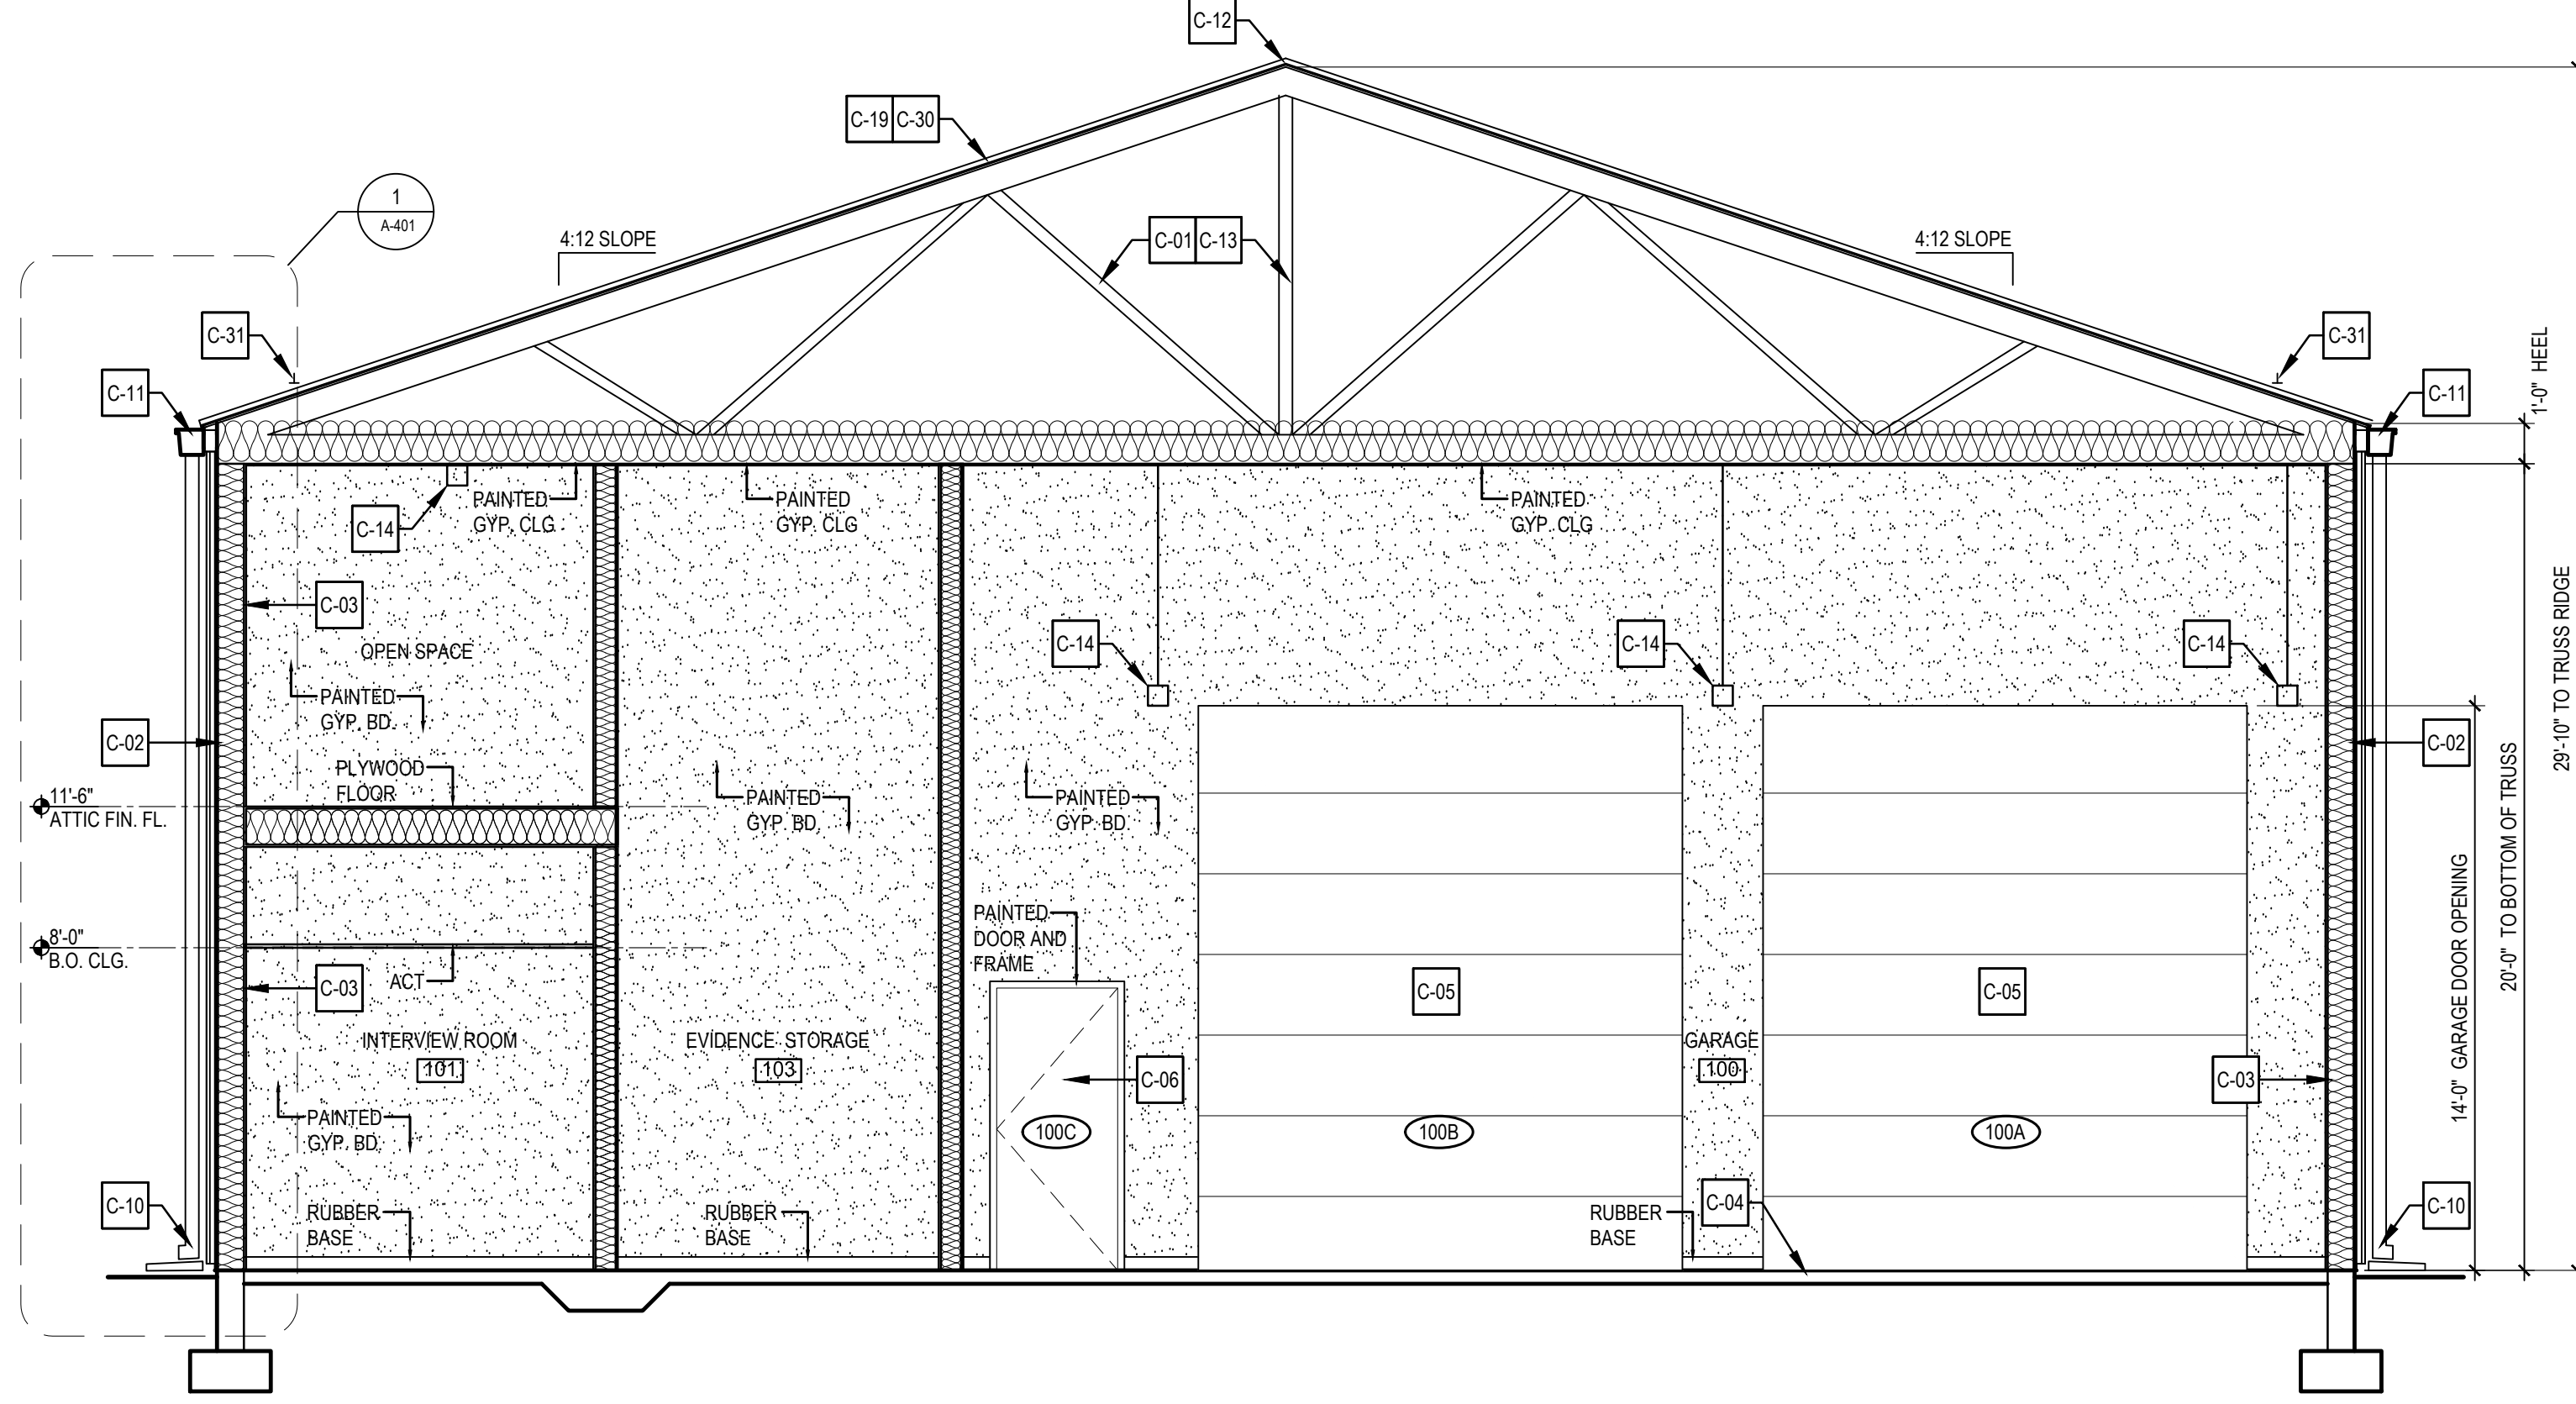 C-12
C-19 C-30
1
A-401
4:12 SLOPE
C-01 C-13
4:12 SLOPE
C-31
C-31
C-11
C-11
1'-0" HEEL
PAINTED
GYP. CLG
PAINTED
GYP. CLG
PAINTED
GYP. CLG
C-14
C-03
OPEN SPACE
C-14
C-14
C-14
PAINTED
GYP. BD.
C-02
C-02
PLYWOOD
FLOOR
11'-6"
ATTIC FIN. FL.
PAINTED
GYP. BD.
PAINTED
GYP. BD.
29'-10" TO TRUSS RIDGE
20'-0" TO BOTTOM OF TRUSS
14'-0" GARAGE DOOR OPENING
8'-0"
B.O. CLG.
PAINTED
DOOR AND
FRAME
ACT
C-03
C-05
C-05
INTERVIEW ROOM
101
EVIDENCE STORAGE
103
GARAGE
100
C-06
C-03
PAINTED
GYP. BD.
100C
100B
100A
C-10
RUBBER
BASE
RUBBER
BASE
RUBBER
BASE
C-04
C-10